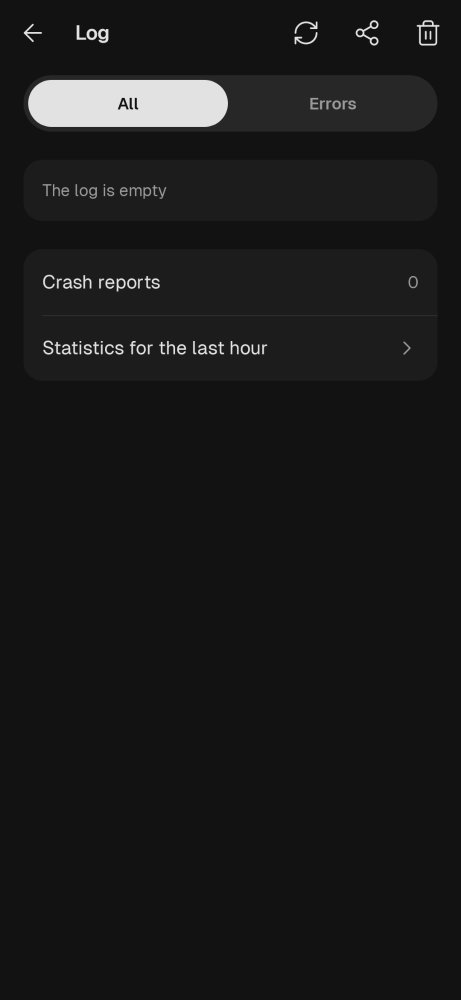 Log
All
Errors
The log is empty
Crash reports
0
Statistics for the last hour